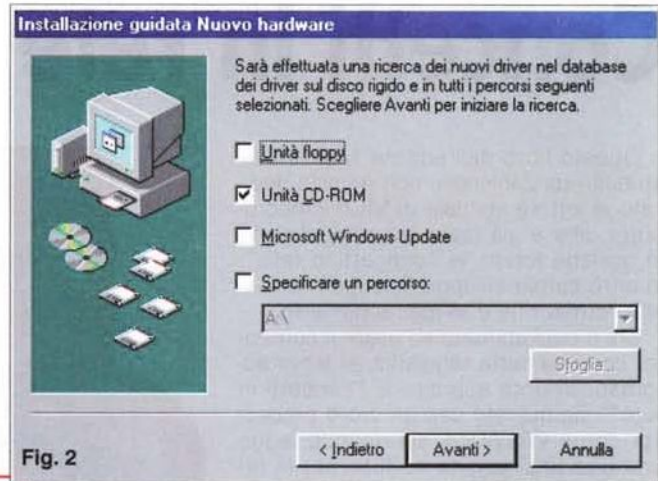 Installazione guidata Nuovo hardware
Sarà effettuata una ricerca dei nuovi driver nel database
dei driver sul disco rigido e in tutti i percorsi seguenti
selezionati. Scegliere Avanti per iniziare la ricerca.
Unità floppy
Unità CD-ROM
Microsoft Windows Update
Specificare un percorso:
A:\
Sfoglia...
Fig. 2
< Indietro
Avanti >
Annulla